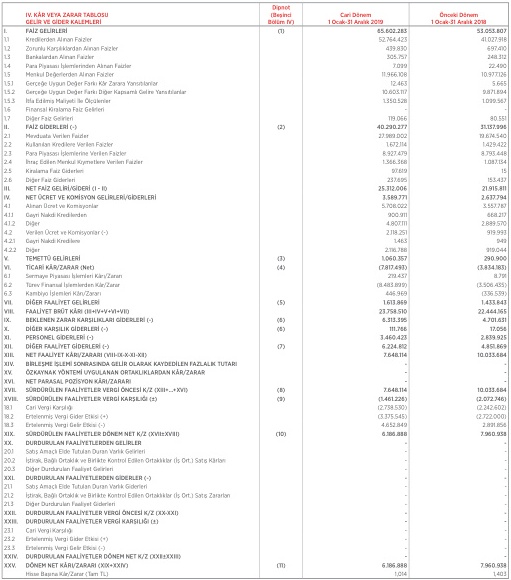 IV. KÂR VEYA ZARAR TABLOSU
GELİR VE GİDER KALEMLERİ
Dipnot
(Beşinci
Bölüm IV)
Cari Dönem
1 Ocak-31 Aralık 2019
Önceki Dönem
1 Ocak-31 Aralık 2018
I. FAİZ GELİRLERİ (1) 65.602.283 53.053.807
1.1 Kredilerden Alınan Faizler 52.764.423 41.027.918
1.2 Zorunlu Karşılıklardan Alınan Faizler 439.830 697.410
1.3 Bankalardan Alınan Faizler 305.757 248.312
1.4 Para Piyasası İşlemlerinden Alınan Faizler 7.099 22.490
1.5 Menkul Değerlerden Alınan Faizler 11.966.108 10.977.126
1.5.1 Gerçeğe Uygun Değer Farkı Kâr Zarara Yansıtılanlar 12.463 5.665
1.5.2 Gerçeğe Uygun Değer Farkı Diğer Kapsamlı Gelire Yansıtılanlar 10.603.117 9.871.894
1.5.3 İtfa Edilmiş Maliyeti İle Ölçülenler 1.350.528 1.099.567
1.6 Finansal Kiralama Faiz Gelirleri - -
1.7 Diğer Faiz Gelirleri 119.066 80.551
II. FAİZ GİDERLERİ (-) (2) 40.290.277 31.137.996
2.1 Mevduata Verilen Faizler 27.989.002 19.674.540
2.2 Kullanılan Kredilere Verilen Faizler 1.672.114 1.429.422
2.3 Para Piyasası İşlemlerine Verilen Faizler 8.927.479 8.793.448
2.4 İhraç Edilen Menkul Kıymetlere Verilen Faizler 1.366.368 1.087.134
2.5 Kiralama Faiz Giderleri 97.619 15
2.6 Diğer Faiz Giderleri 237.695 153.437
III. NET FAİZ GELİRİ/GİDERİ (I - II) 25.312.006 21.915.811
IV. NET ÜCRET VE KOMİSYON GELİRLERİ/GİDERLERİ 3.589.771 2.637.794
4.1 Alınan Ücret ve Komisyonlar 5.708.022 3.557.787
4.1.1 Gayri Nakdi Kredilerden 900.911 668.217
4.1.2 Diğer 4.807.111 2.889.570
4.2 Verilen Ücret ve Komisyonlar (-) 2.118.251 919.993
4.2.1 Gayri Nakdi Kredilere 1.463 949
4.2.2 Diğer 2.116.788 919.044
V. TEMETTÜ GELİRLERİ (3) 1.060.357 290.900
VI. TİCARİ KÂR/ZARAR (Net) (4) (7.817.493) (3.834.183)
6.1 Sermaye Piyasası İşlemleri Kârı/Zararı 219.437 8.791
6.2 Türev Finansal İşlemlerden Kâr/Zarar (8.483.899) (3.506.435)
6.3 Kambiyo İşlemleri Kârı/Zararı 446.969 (336.539)
VII. DİĞER FAALİYET GELİRLERİ (5) 1.613.869 1.433.843
VIII. FAALİYET BRÜT KÂRI (III+IV+V+VI+VII) 23.758.510 22.444.165
IX. BEKLENEN ZARAR KARŞILIKLARI GİDERLERİ (-) (6) 6.313.395 4.701.631
X. DİĞER KARŞILIK GİDERLERİ (-) (6) 111.766 17.056
XI. PERSONEL GİDERLERİ (-) 3.460.423 2.839.925
XII. DİĞER FAALİYET GİDERLERİ (-) (7) 6.224.812 4.851.869
XIII. NET FAALİYET KÂRI/ZARARI (VIII-IX-X-XI-XII) 7.648.114 10.033.684
XIV. BİRLEŞME İŞLEMİ SONRASINDA GELİR OLARAK KAYDEDİLEN FAZLALIK TUTARI - -
XV. ÖZKAYNAK YÖNTEMİ UYGULANAN ORTAKLIKLARDAN KÂR/ZARAR - -
XVI. NET PARASAL POZİSYON KÂRI/ZARARI - -
XVII. SÜRDÜRÜLEN FAALİYETLER VERGİ ÖNCESİ K/Z (XIII+...+XVI) (8) 7.648.114 10.033.684
XVIII. SÜRDÜRÜLEN FAALİYETLER VERGİ KARŞILIĞI (±) (9) (1.461.226) (2.072.746)
18.1 Cari Vergi Karşılığı (2.738.530) (2.242.602)
18.2 Ertelenmiş Vergi Gider Etkisi (+) (3.375.545) (2.722.000)
18.3 Ertelenmiş Vergi Gelir Etkisi (-) 4.652.849 2.891.856
XIX. SÜRDÜRÜLEN FAALİYETLER DÖNEM NET K/Z (XVII±XVIII) (10) 6.186.888 7.960.938
XX. DURDURULAN FAALİYETLERDEN GELİRLER - -
20.1 Satış Amaçlı Elde Tutulan Duran Varlık Gelirleri - -
20.2 İştirak, Bağlı Ortaklık ve Birlikte Kontrol Edilen Ortaklıklar (İş Ort.) Satış Kârları - -
20.3 Diğer Durdurulan Faaliyet Gelirleri - -
XXI. DURDURULAN FAALİYETLERDEN GİDERLER (-) - -
21.1 Satış Amaçlı Elde Tutulan Duran Varlık Giderleri - -
21.2 İştirak, Bağlı Ortaklık ve Birlikte Kontrol Edilen Ortaklıklar (İş Ort.) Satış Zararları - -
21.3 Diğer Durdurulan Faaliyet Giderleri - -
XXII. DURDURULAN FAALİYETLER VERGİ ÖNCESİ K/Z (XX-XXI) - -
XXIII. DURDURULAN FAALİYETLER VERGİ KARŞILIĞI (±) - -
23.1 Cari Vergi Karşılığı - -
23.2 Ertelenmiş Vergi Gider Etkisi (+) - -
23.3 Ertelenmiş Vergi Gelir Etkisi (-) - -
XXIV. DURDURULAN FAALİYETLER DÖNEM NET K/Z (XXII±XXIII) - -
XXV. DÖNEM NET KÂRI/ZARARI (XIX+XXIV) (11) 6.186.888 7.960.938
Hisse Başına Kâr/Zarar (Tam TL) 1,014 1,403